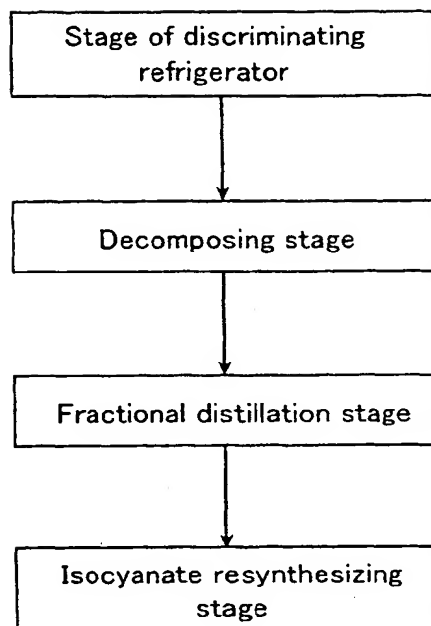 Stage of discriminating
refrigerator
Decomposing stage
Fractional distillation stage
Isocyanate resynthesizing
stage